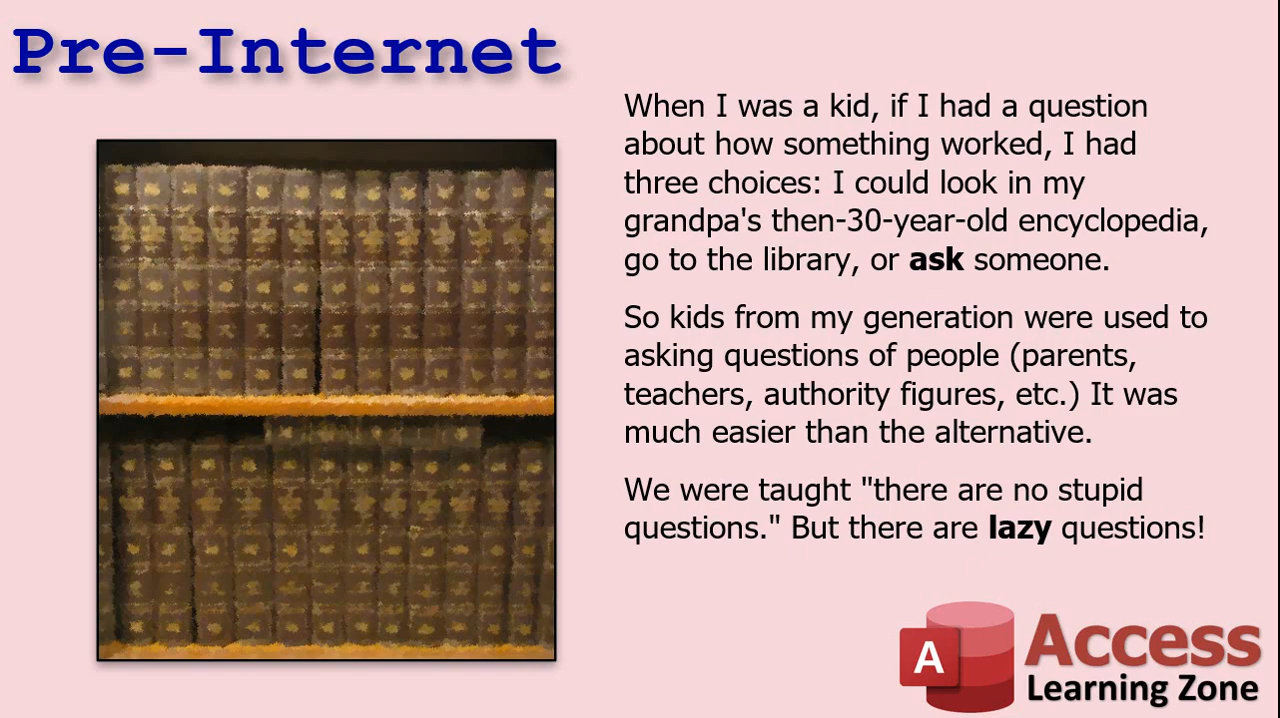 Pre-Internet
When I was a kid, if I had a question
about how something worked, I had
three choices: I could look in my
grandpa's then-30-year-old encyclopedia,
go to the library, or ask someone.
So kids from my generation were used to
asking questions of people (parents,
teachers, authority figures, etc.) It was
much easier than the alternative.
We were taught "there are no stupid
questions." But there are lazy questions!
A
Access
Learning Zone